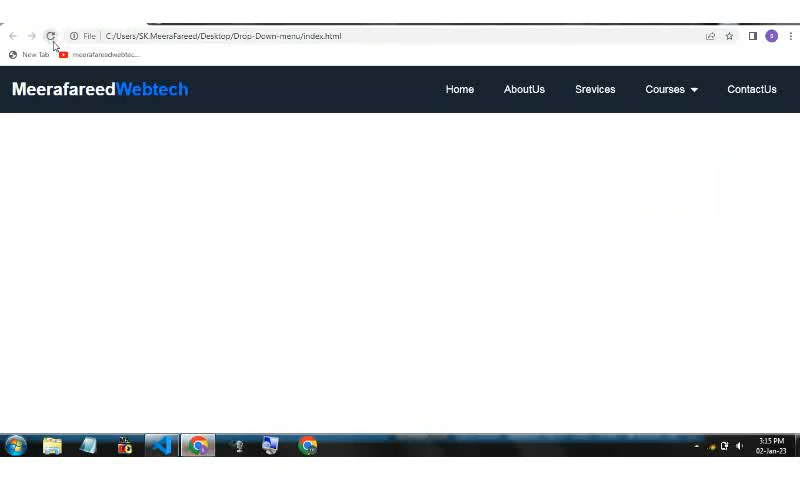 File C:/Users/SK.MeeraFareed/Desktop/Drop-Down-menu/index.html
S
New Tab meerafareedwebtec...
MeerafareedWebtech Home AboutUs Srevices Courses ContactUs
3:15 PM
02-Jan-23